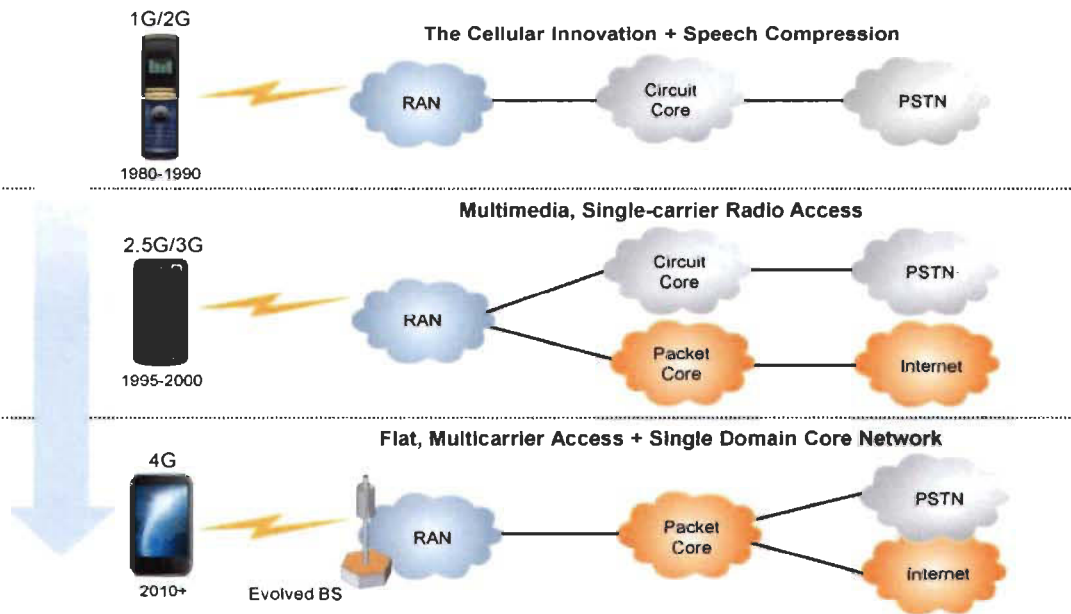 1G/2G
The Cellular Innovation + Speech Compression
RAN
Circuit
Core
PSTN
1980-1990
Multimedia, Single-carrier Radio Access
2.5G/3G
RAN
Circuit
Core
PSTN
Packet
Core
Internet
1995-2000
Flat, Multicarrier Access + Single Domain Core Network
4G
RAN
Packet
Core
PSTN
Internet
2010+
Evolved BS